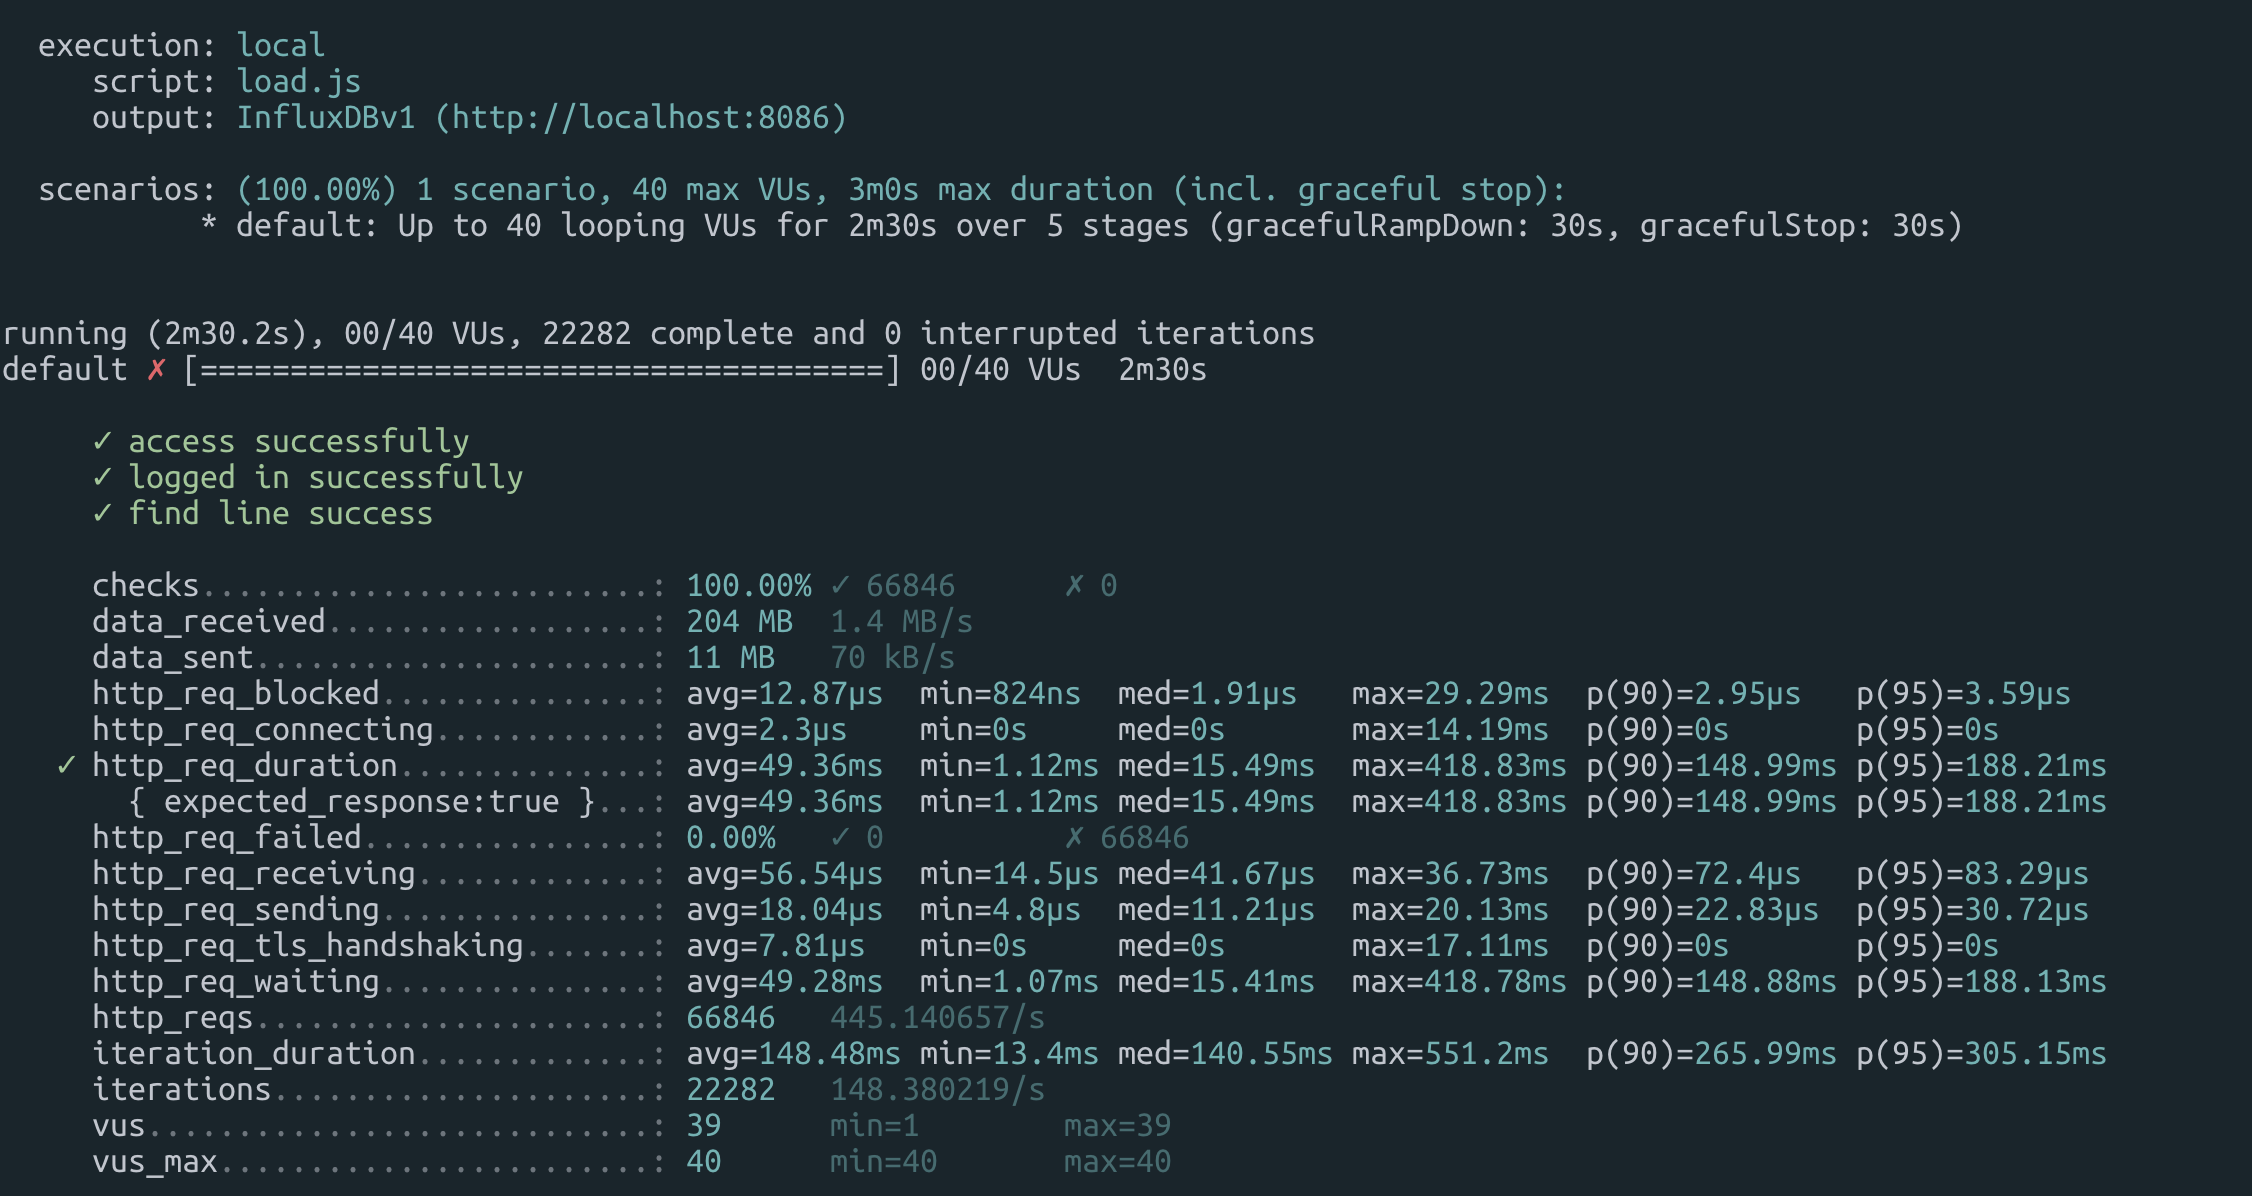 execution: local
script: load.js
output: InfluxDBv1 (http://localhost:8086)
scenarios: (100.00%) 1 scenario, 40 max VUs, 3m0s max duration (incl. graceful stop):
* default: Up to 40 looping VUs for 2m30s over 5 stages (gracefulRampDown: 30s, gracefulStop: 30s)
running (2m30.2s), 00/40 VUs, 22282 complete and 0 interrupted iterations
default ✗ [======================================] 00/40 VUs  2m30s
✓ access successfully
✓ logged in successfully
✓ find line success
checks.........................: 100.00% ✓ 66846      ✗ 0
data_received..................: 204 MB  1.4 MB/s
data_sent......................: 11 MB   70 kB/s
http_req_blocked...............: avg=12.87µs  min=824ns  med=1.91µs   max=29.29ms  p(90)=2.95µs   p(95)=3.59µs
http_req_connecting............: avg=2.3µs    min=0s     med=0s       max=14.19ms  p(90)=0s       p(95)=0s
✓ http_req_duration..............: avg=49.36ms  min=1.12ms med=15.49ms  max=418.83ms p(90)=148.99ms p(95)=188.21ms
{ expected_response:true }...: avg=49.36ms  min=1.12ms med=15.49ms  max=418.83ms p(90)=148.99ms p(95)=188.21ms
http_req_failed................: 0.00%   ✓ 0          ✗ 66846
http_req_receiving.............: avg=56.54µs  min=14.5µs med=41.67µs  max=36.73ms  p(90)=72.4µs   p(95)=83.29µs
http_req_sending...............: avg=18.04µs  min=4.8µs  med=11.21µs  max=20.13ms  p(90)=22.83µs  p(95)=30.72µs
http_req_tls_handshaking.......: avg=7.81µs   min=0s     med=0s       max=17.11ms  p(90)=0s       p(95)=0s
http_req_waiting...............: avg=49.28ms  min=1.07ms med=15.41ms  max=418.78ms p(90)=148.88ms p(95)=188.13ms
http_reqs......................: 66846   445.140657/s
iteration_duration.............: avg=148.48ms min=13.4ms med=140.55ms max=551.2ms  p(90)=265.99ms p(95)=305.15ms
iterations.....................: 22282   148.380219/s
vus............................: 39      min=1        max=39
vus_max........................: 40      min=40       max=40